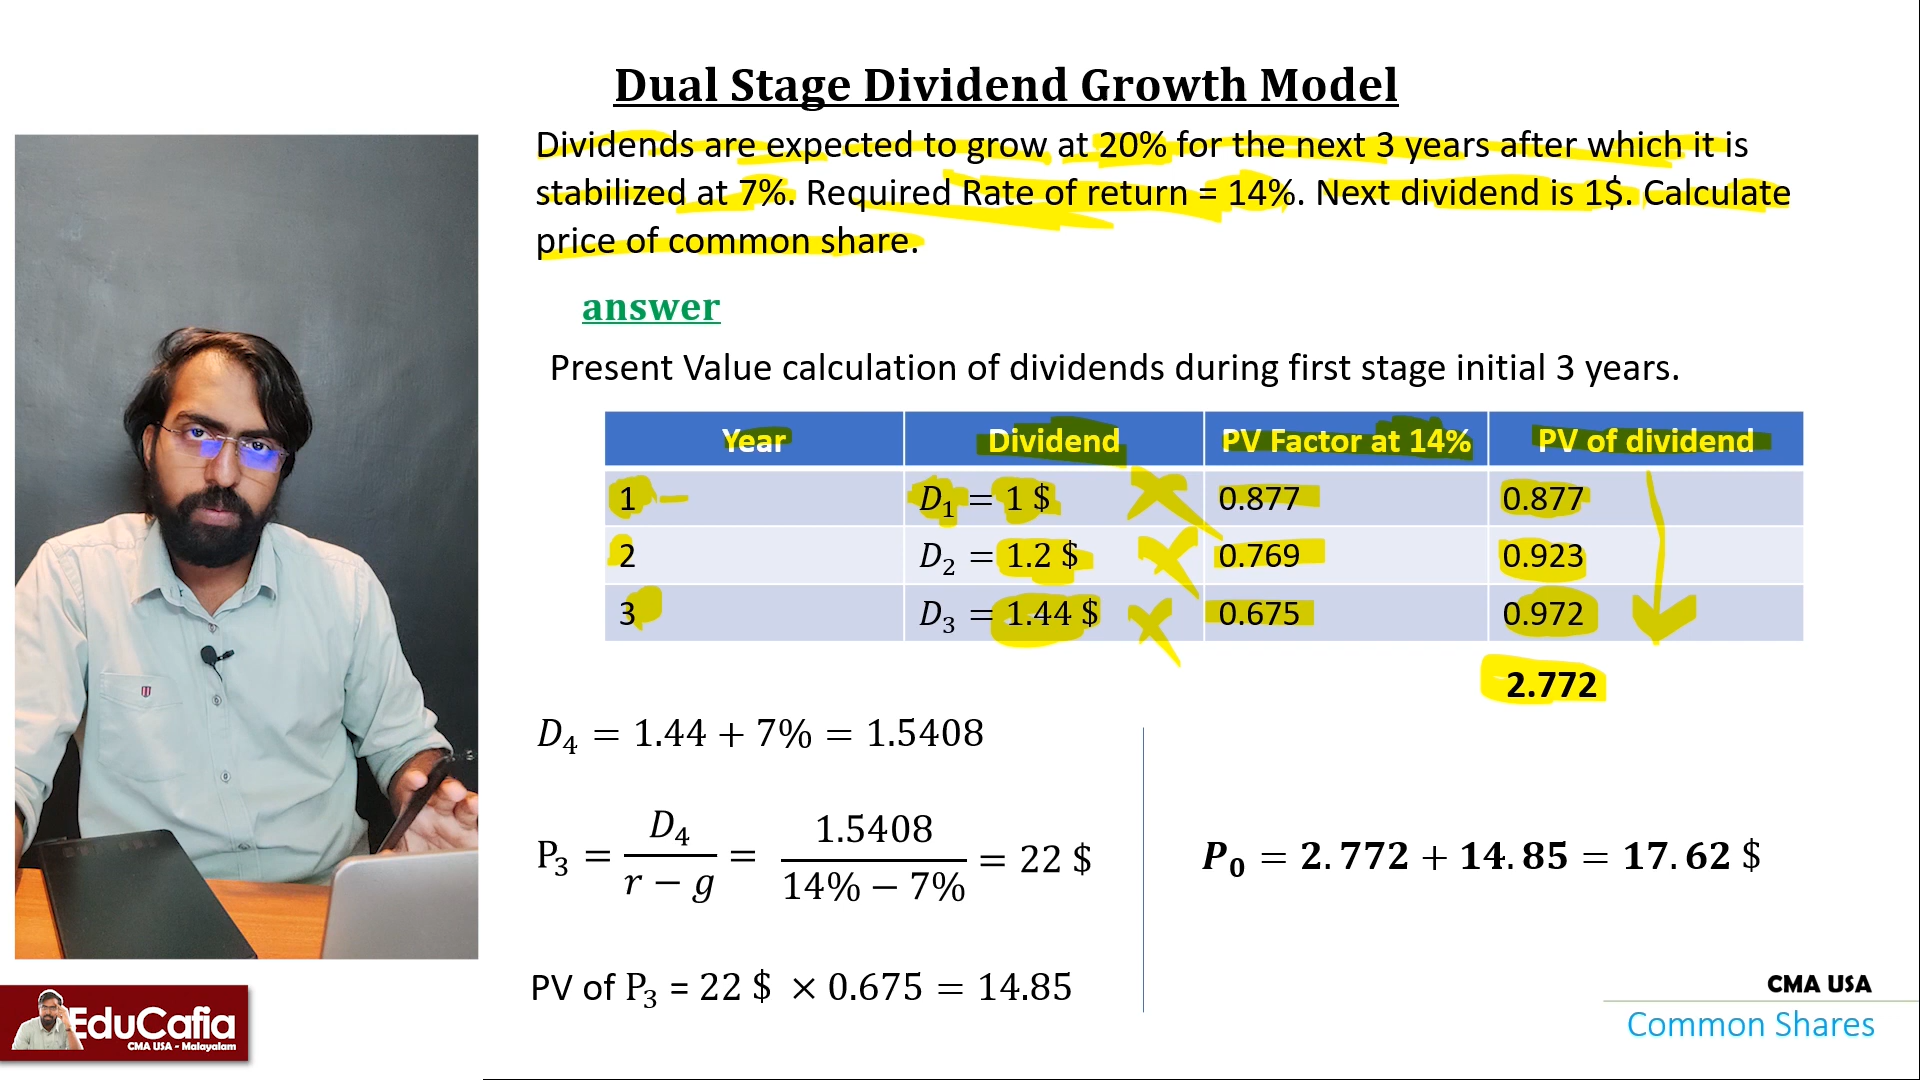 Dual Stage Dividend Growth Model
Dividends are expected to grow at 20% for the next 3 years after which it is
stabilized at 7%. Required Rate of return = 14%. Next dividend is 1$. Calculate
price of common share.
answer
Present Value calculation of dividends during first stage initial 3 years.
Year Dividend PV Factor at 14% PV of dividend
1 D₁ = 1 $ 0.877 0.877
2 D₂ = 1.2 $ 0.769 0.923
3 D₃ = 1.44 $ 0.675 0.972
2.772
D₄ = 1.44 + 7% = 1.5408
P₃ = D₄ / r − g = 1.5408 / 14% − 7% = 22 $
PV of P₃ = 22 $ × 0.675 = 14.85
P₀ = 2.772 + 14.85 = 17.62 $
CMA USA
Common Shares
EduCafia
CMA USA - Malayalam